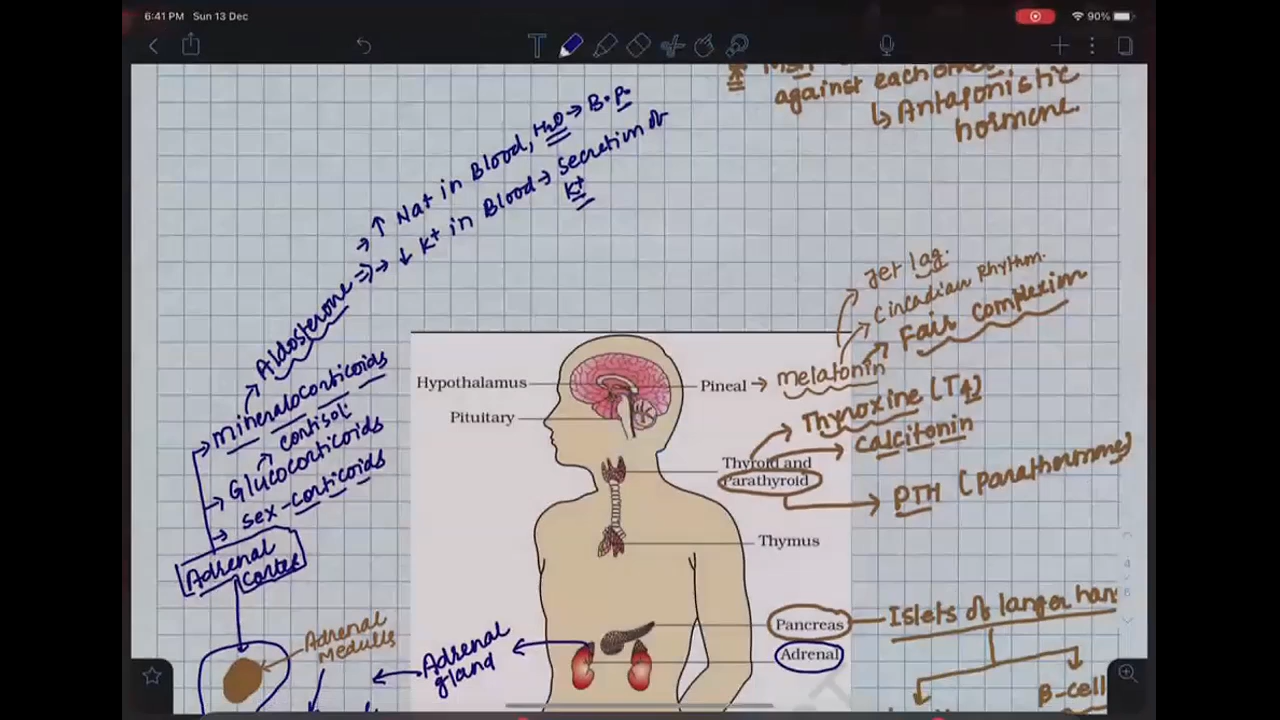 6:41 PM Sun 13 Dec
90%
T
against each other
↳ Antagonistic
hormone.
→ ↑ Na+ in Blood, H2O → B.P.
→ ↓ K+ in Blood → Secretion of
K+
Aldosterone ⇒
mineralocorticoids
cortisol
Glucocorticoids
sex-corticoids
Adrenal
cortex
Adrenal
Medulla
Adrenal
gland
Hypothalamus
Pituitary
Pineal → melatonin
Jet lag.
Circadian Rhythm.
Fair complexion
Thyroid and
Parathyroid
Thyroxine (T4)
Calcitonin
PTH (Parathormone)
Thymus
Pancreas
Islets of langer han
β-cell
Adrenal